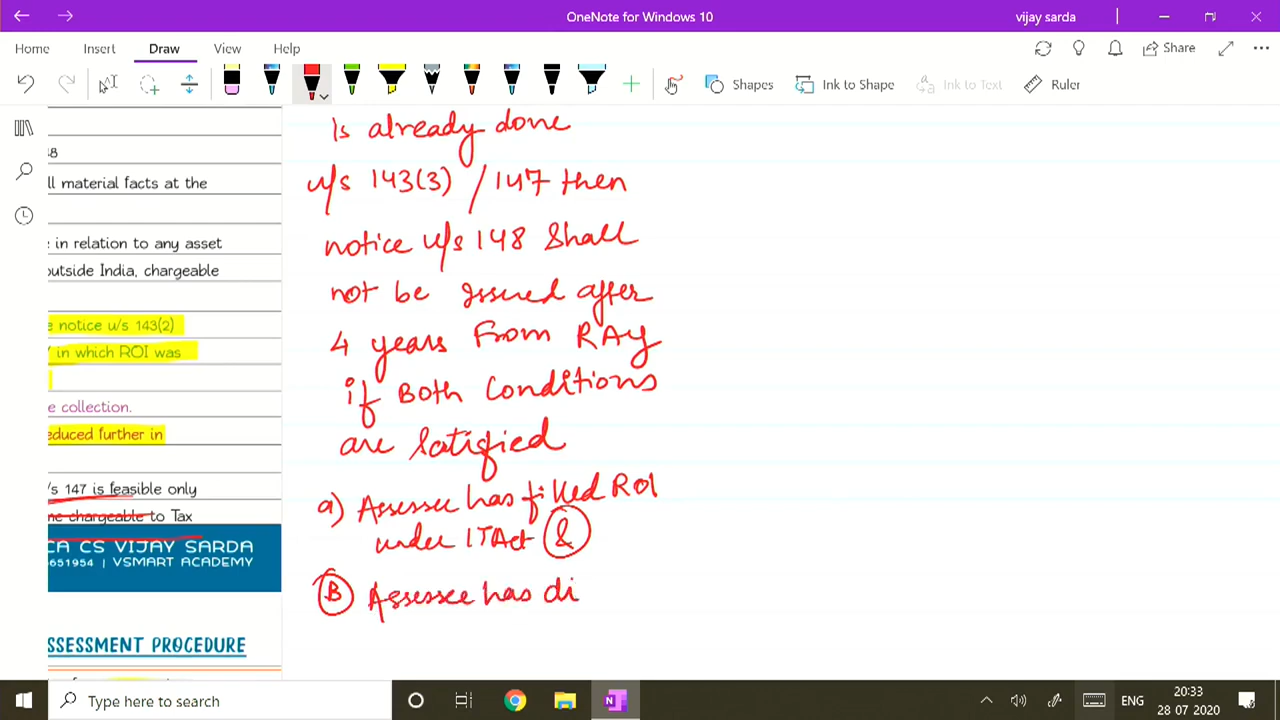 OneNote for Windows 10
vijay sarda
Home Insert Draw View Help
Share
Shapes
Ink to Shape
Ink to Text
Ruler
48
ll material facts at the
e in relation to any asset
outside India, chargeable
e notice u/s 143(2)
in which ROI was
e collection.
educed further in
/s 147 is feasible only
me chargeable to Tax
CA CS VIJAY SARDA
651954 | VSMART ACADEMY
SSESSMENT PROCEDURE
is already done
u/s 143(3) / 147 then
notice u/s 148 Shall
not be issued after
4 years From RAY
if Both Conditions
are Satified
a) Assessee has filled ROI
under ITAct &
B Assessee has di
Type here to search
ENG
20:33
28-07-2020